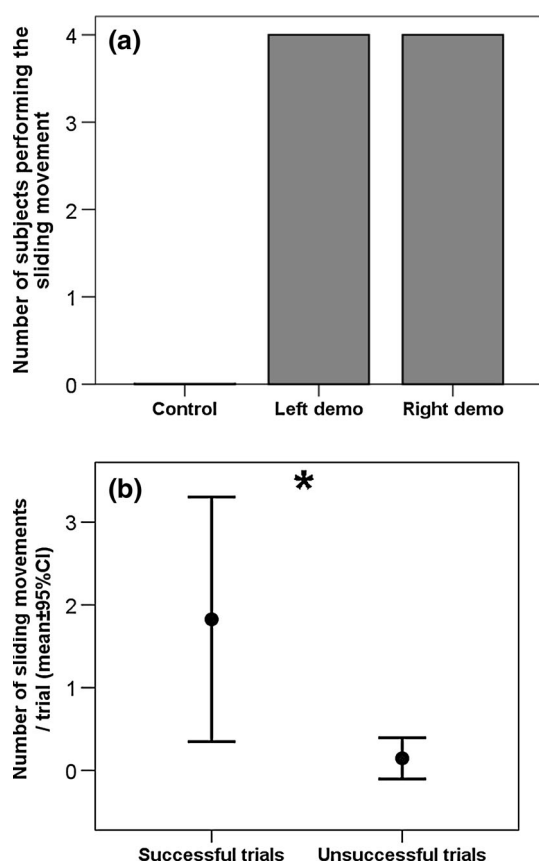 (a)
Number of subjects performing the
sliding movement
4
3
2
1
0
Control Left demo Right demo
(b)
*
Number of sliding movements
/ trial (mean±95%CI)
3
2
1
0
Successful trials Unsuccessful trials